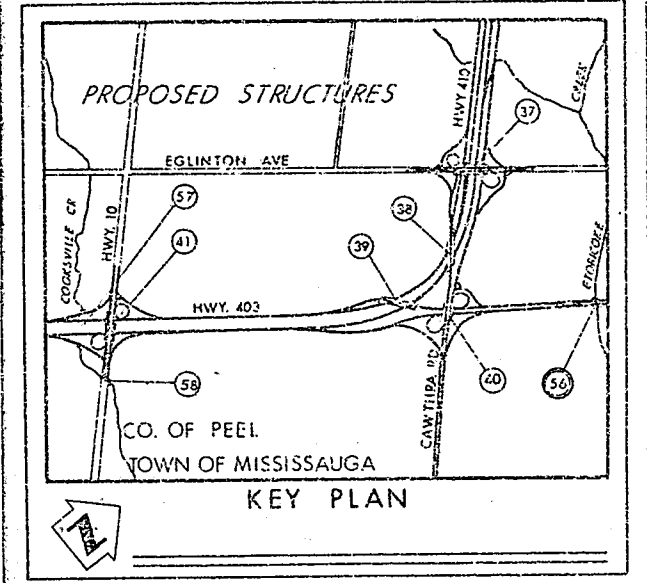 PROPOSED STRUCTURES
HWY 410
CREEK
37
EGLINTON AVE
COOKSVILLE CR
HWY. 10
57
41
38
39
ETOBICOKE
HWY. 403
58
CAWTHRA RD
40
56
CO. OF PEEL
TOWN OF MISSISSAUGA
KEY PLAN
N